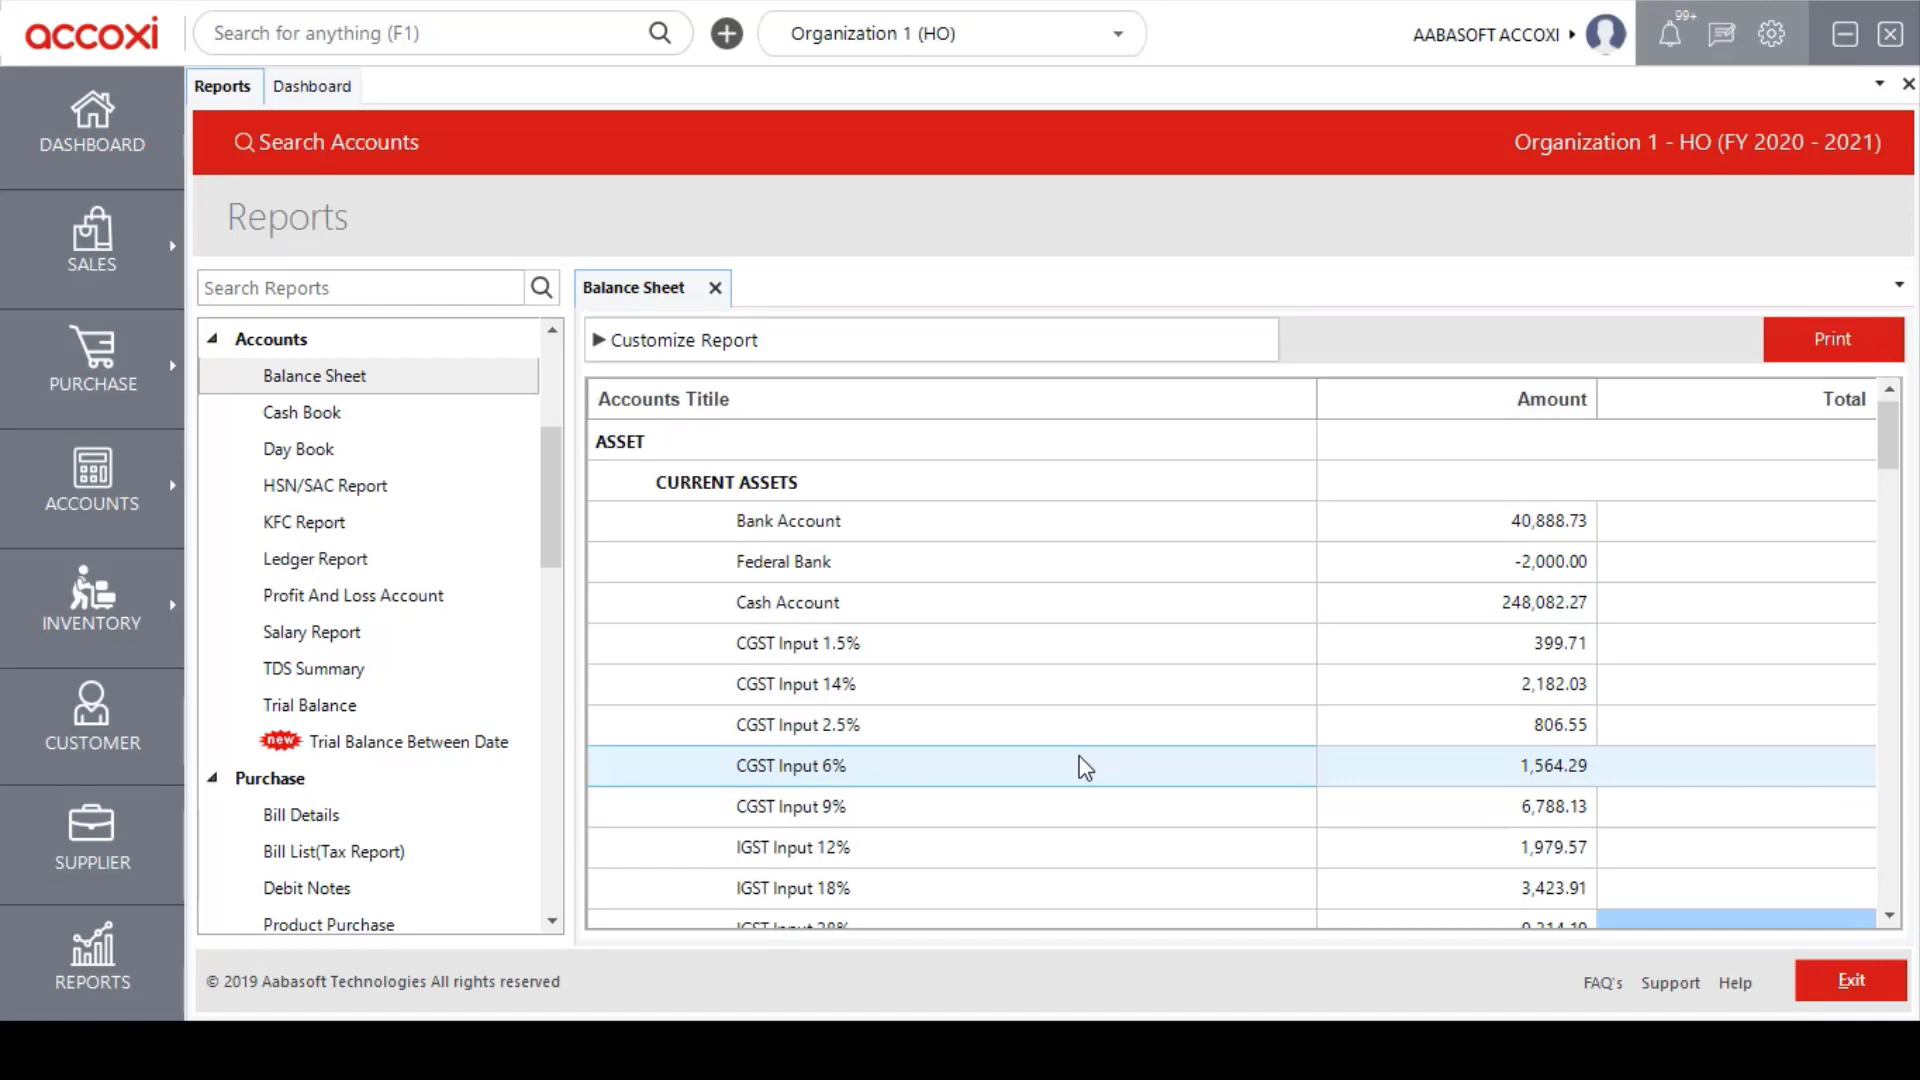 accoxi
Search for anything (F1)
Organization 1 (HO)
AABASOFT ACCOXI
99+
Reports
Dashboard
Search Accounts
Organization 1 - HO (FY 2020 - 2021)
Reports
DASHBOARD
SALES
PURCHASE
ACCOUNTS
INVENTORY
CUSTOMER
SUPPLIER
REPORTS
Search Reports
Accounts
Balance Sheet
Cash Book
Day Book
HSN/SAC Report
KFC Report
Ledger Report
Profit And Loss Account
Salary Report
TDS Summary
Trial Balance
new Trial Balance Between Date
Purchase
Bill Details
Bill List(Tax Report)
Debit Notes
Product Purchase
Balance Sheet
Customize Report
Print
Accounts Titile Amount Total
ASSET
CURRENT ASSETS
Bank Account 40,888.73
Federal Bank -2,000.00
Cash Account 248,082.27
CGST Input 1.5% 399.71
CGST Input 14% 2,182.03
CGST Input 2.5% 806.55
CGST Input 6% 1,564.29
CGST Input 9% 6,788.13
IGST Input 12% 1,979.57
IGST Input 18% 3,423.91
IGST Input 28%
© 2019 Aabasoft Technologies All rights reserved
FAQ's Support Help
Exit